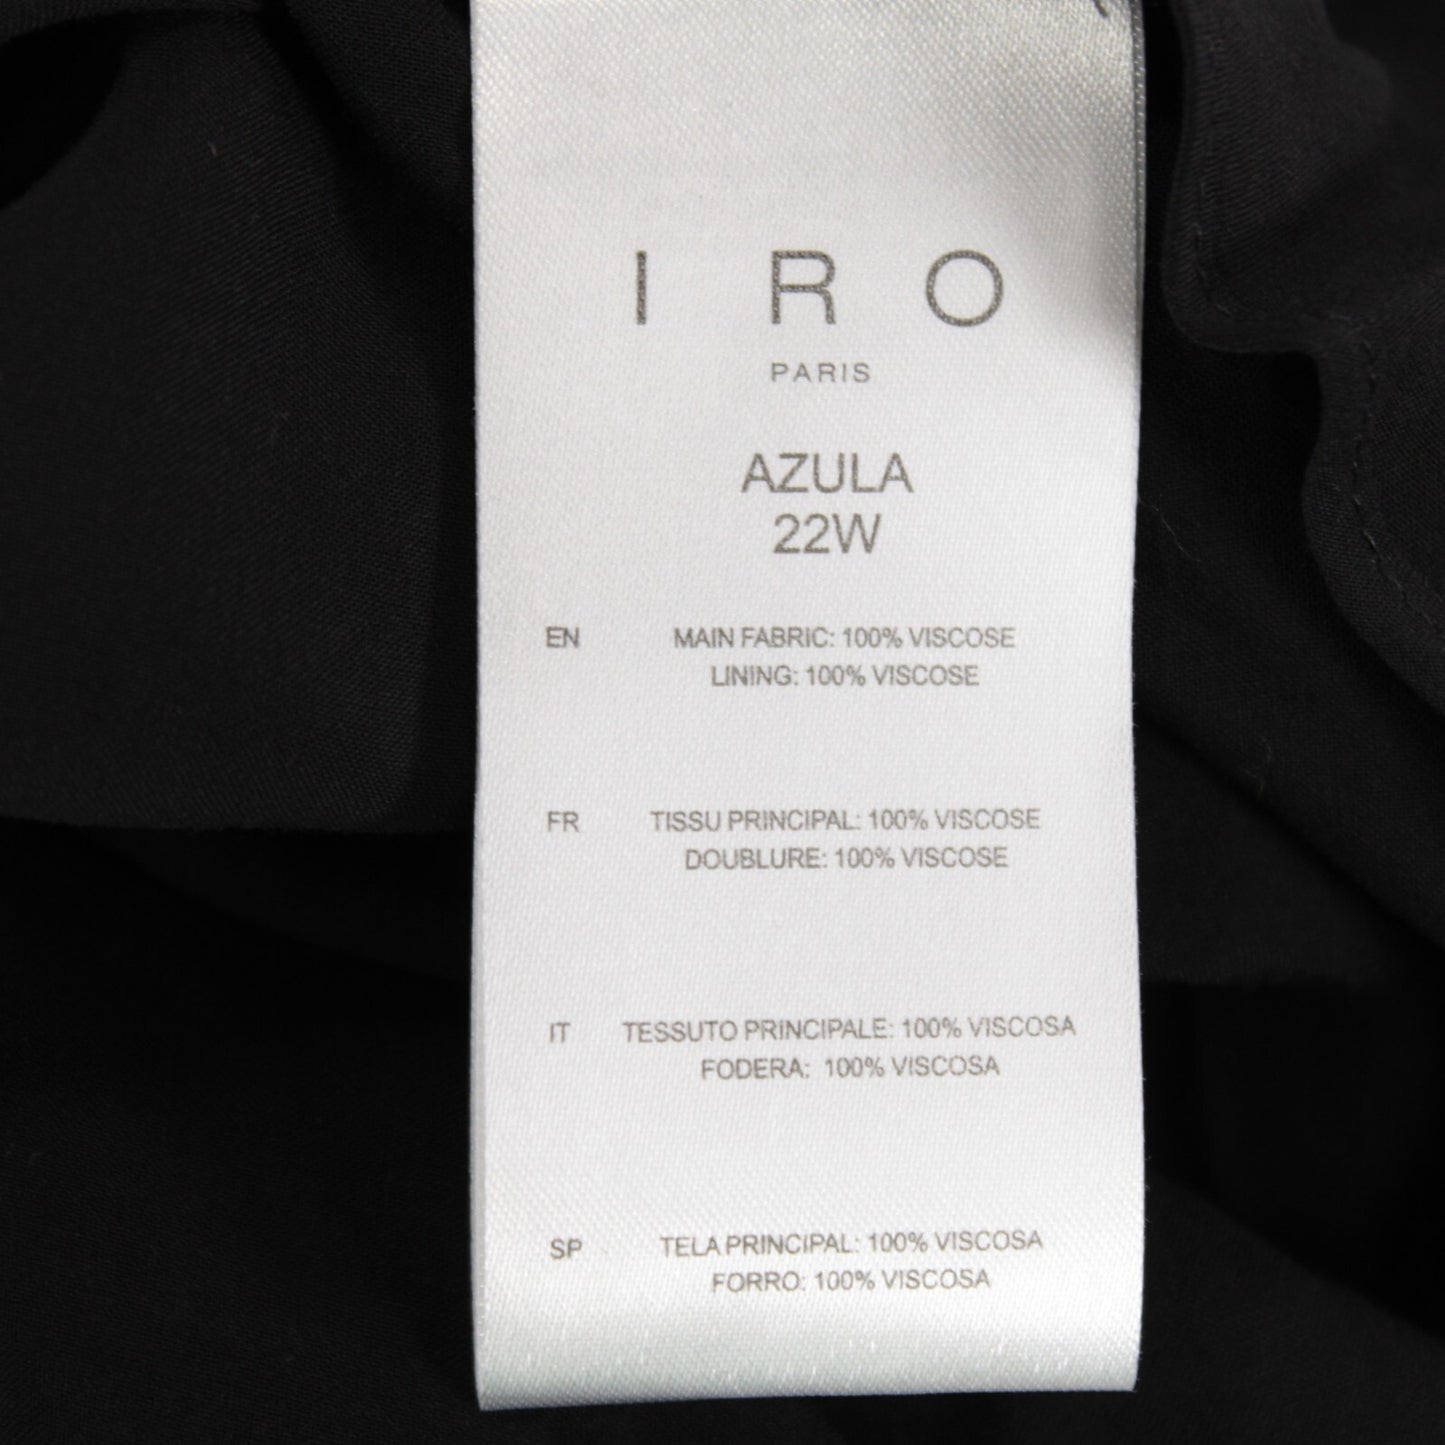 IRO
PARIS
AZULA
22W
EN MAIN FABRIC: 100% VISCOSE
LINING: 100% VISCOSE
FR TISSU PRINCIPAL: 100% VISCOSE
DOUBLURE: 100% VISCOSE
IT TESSUTO PRINCIPALE: 100% VISCOSA
FODERA: 100% VISCOSA
SP TELA PRINCIPAL: 100% VISCOSA
FORRO: 100% VISCOSA